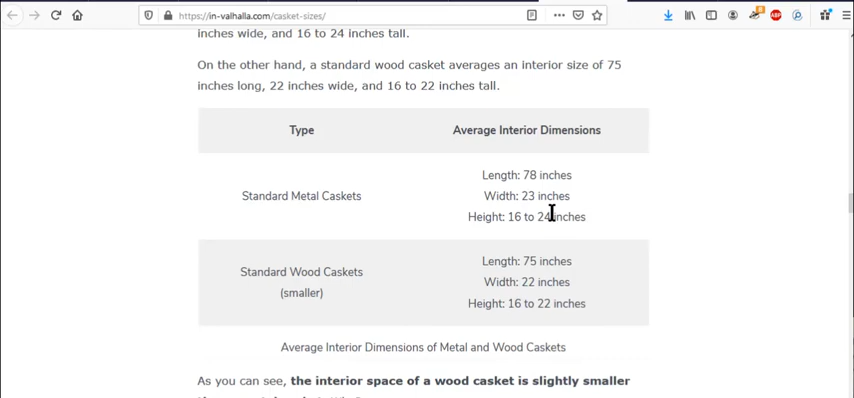 https://in-valhalla.com/casket-sizes/
8
ABP
inches wide, and 16 to 24 inches tall.
On the other hand, a standard wood casket averages an interior size of 75
inches long, 22 inches wide, and 16 to 22 inches tall.
Type Average Interior Dimensions
Length: 78 inches
Standard Metal Caskets Width: 23 inches
Height: 16 to 24 inches
Length: 75 inches
Standard Wood Caskets
Width: 22 inches
(smaller)
Height: 16 to 22 inches
Average Interior Dimensions of Metal and Wood Caskets
As you can see, the interior space of a wood casket is slightly smaller